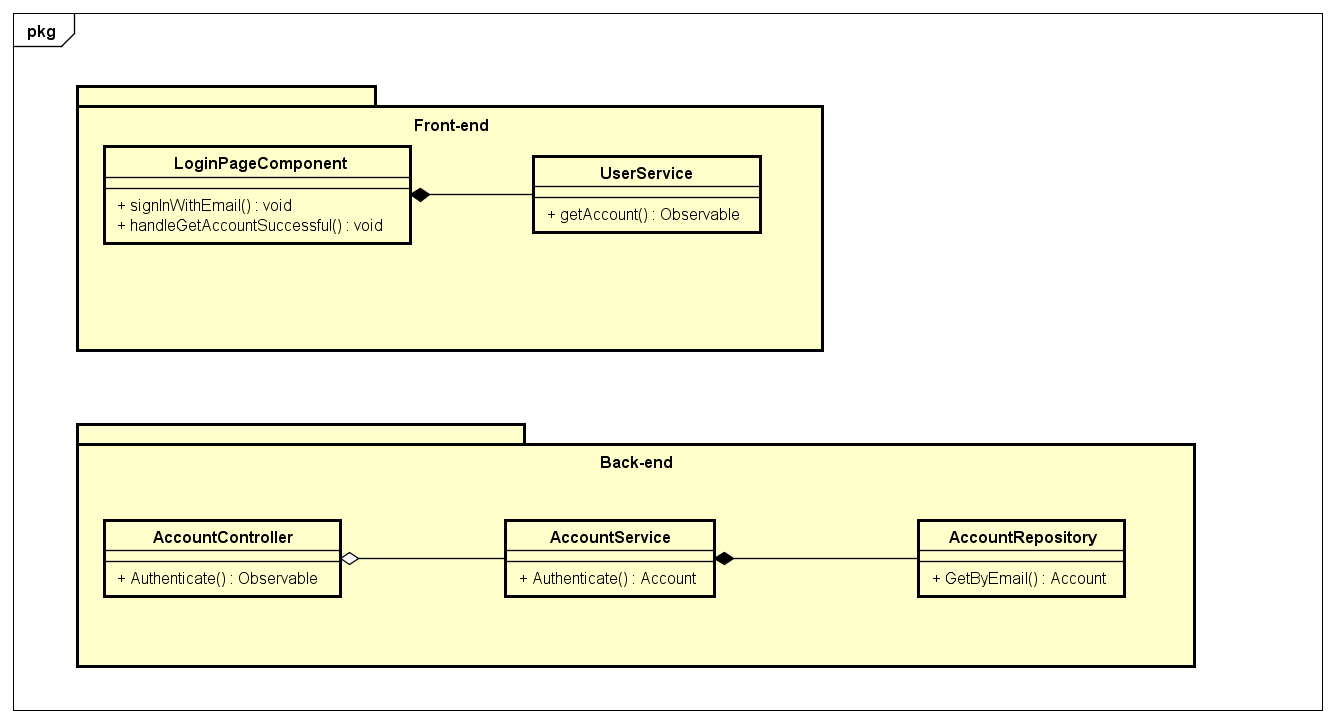 pkg
Front-end
LoginPageComponent
+ signInWithEmail() : void
+ handleGetAccountSuccessful() : void
UserService
+ getAccount() : Observable
Back-end
AccountController
+ Authenticate() : Observable
AccountService
+ Authenticate() : Account
AccountRepository
+ GetByEmail() : Account